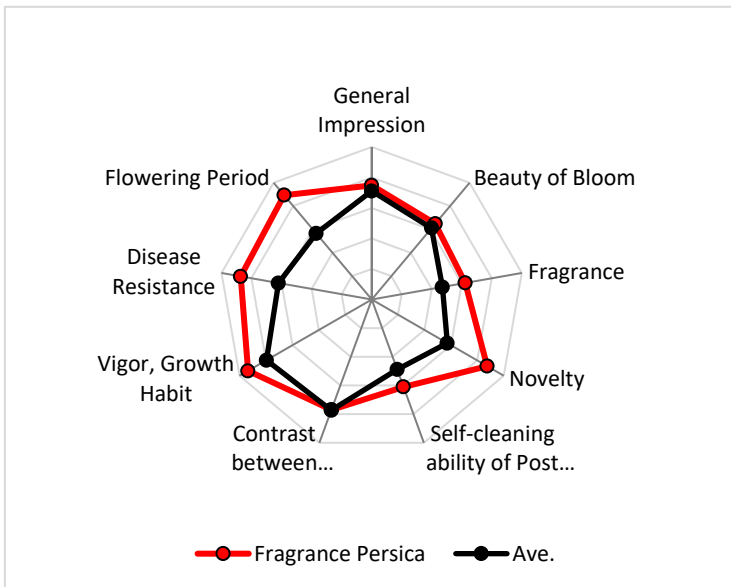 General
Impression
Beauty of Bloom
Fragrance
Novelty
Self-cleaning
ability of Post...
Contrast
between...
Vigor, Growth
Habit
Disease
Resistance
Flowering Period
Fragrance Persica
Ave.